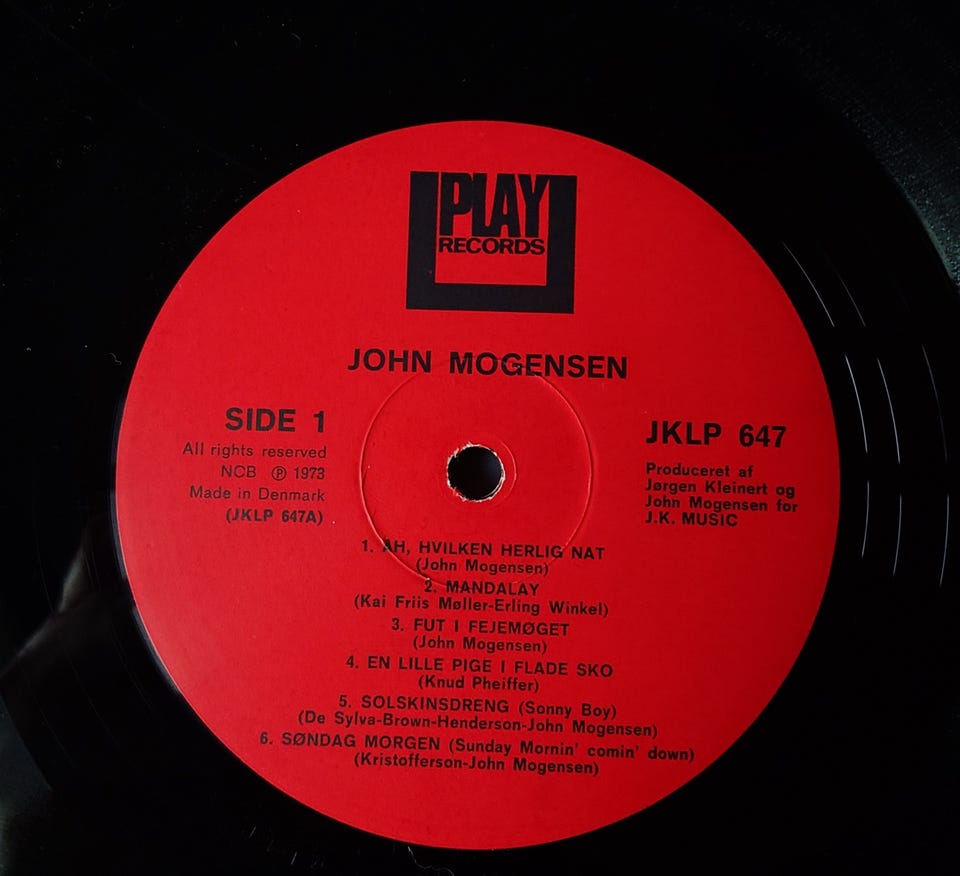 PLAY
RECORDS
JOHN MOGENSEN
SIDE 1
All rights reserved
NCB Ⓟ 1973
Made in Denmark
(JKLP 647A)
JKLP 647
Produceret af
Jørgen Kleinert og
John Mogensen for
J.K. MUSIC
1. AH, HVILKEN HERLIG NAT
(John Mogensen)
2. MANDALAY
(Kai Friis Møller-Erling Winkel)
3. FUT I FEJEMØGET
(John Mogensen)
4. EN LILLE PIGE I FLADE SKO
(Knud Pheiffer)
5. SOLSKINSDRENG (Sonny Boy)
(De Sylva-Brown-Henderson-John Mogensen)
6. SØNDAG MORGEN (Sunday Mornin' comin' down)
(Kristofferson-John Mogensen)